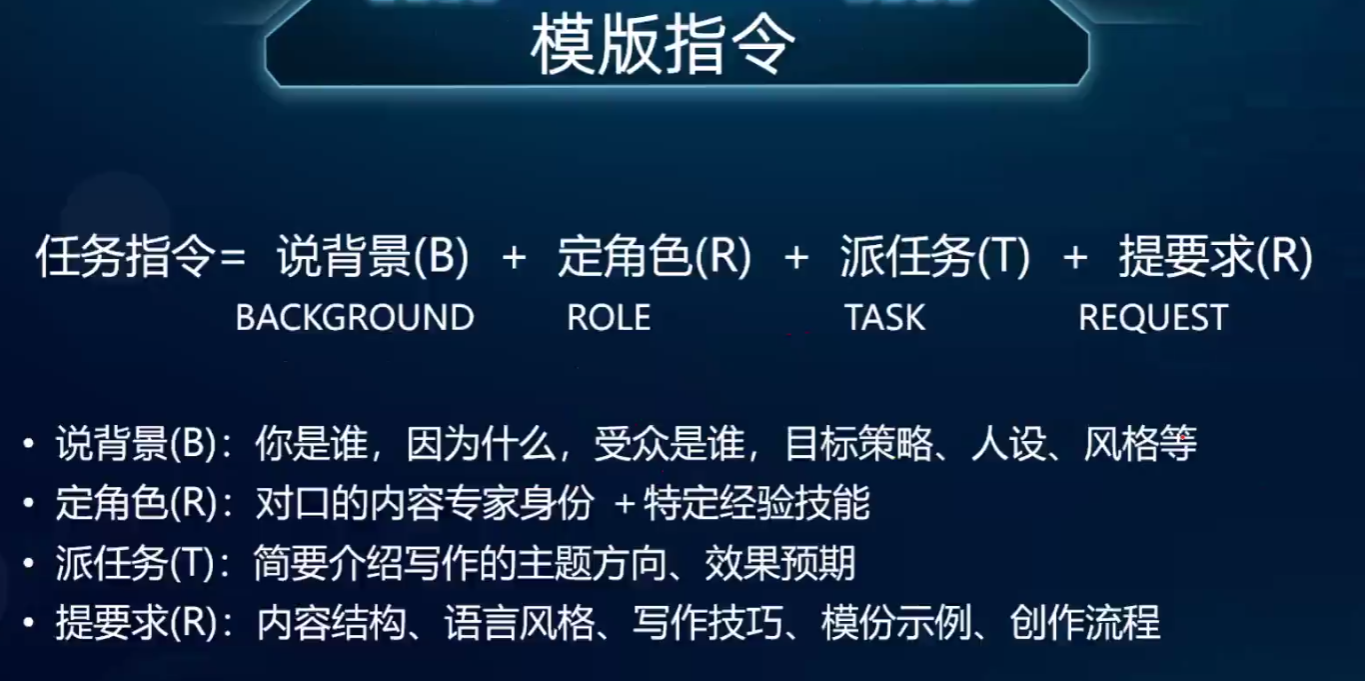 模版指令
任务指令= 说背景(B) + 定角色(R) + 派任务(T) + 提要求(R)
BACKGROUND ROLE TASK REQUEST
• 说背景(B)：你是谁，因为什么，受众是谁，目标策略、人设、风格等
• 定角色(R)：对口的内容专家身份 +特定经验技能
• 派任务(T)：简要介绍写作的主题方向、效果预期
• 提要求(R)：内容结构、语言风格、写作技巧、模份示例、创作流程